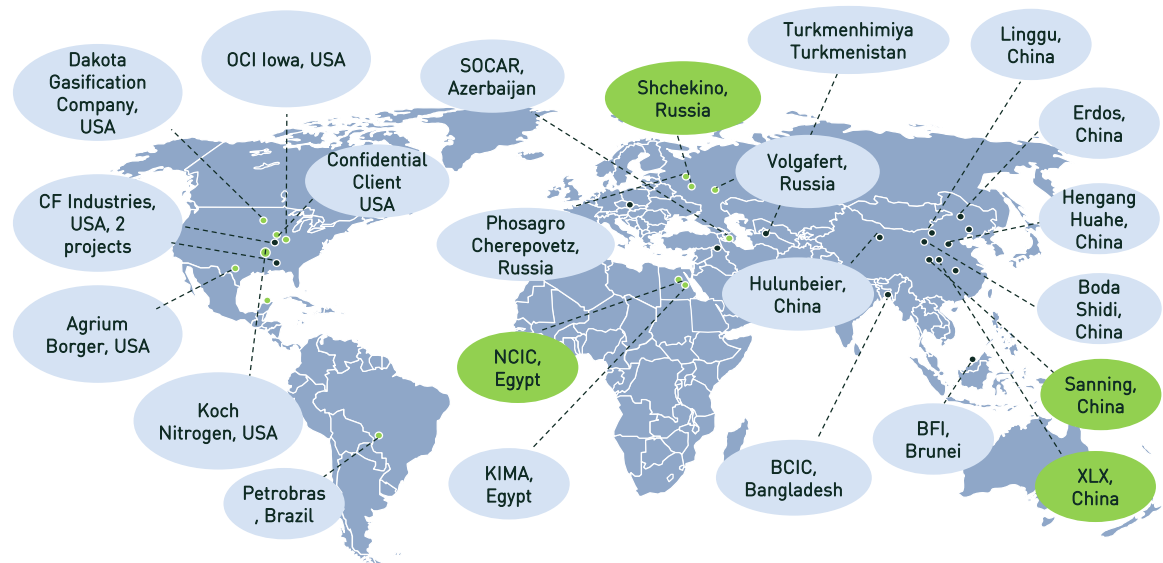 Dakota
Gasification
Company,
USA
OCI Iowa, USA
SOCAR,
Azerbaijan
Shchekino,
Russia
Turkmenhimiya
Turkmenistan
Linggu,
China
Erdos,
China
Confidential
Client
USA
Volgafert,
Russia
CF Industries,
USA, 2
projects
Phosagro
Cherepovetz,
Russia
Hengang
Huahe,
China
Hulunbeier,
China
Boda
Shidi,
China
Agrium
Borger, USA
NCIC,
Egypt
Sanning,
China
Koch
Nitrogen, USA
BFI,
Brunei
KIMA,
Egypt
BCIC,
Bangladesh
XLX,
China
Petrobras
, Brazil